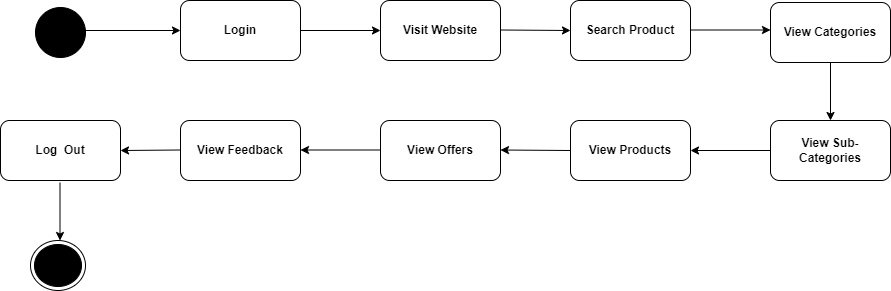 Login
Visit Website
Search Product
View Categories
View Sub-
Categories
View Products
View Offers
View Feedback
Log  Out